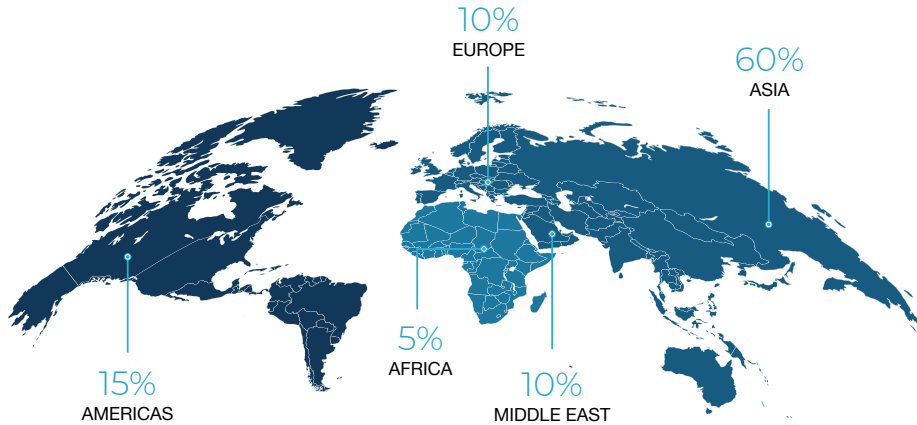 10%
EUROPE
60%
ASIA
5%
AFRICA
15%
AMERICAS
10%
MIDDLE EAST